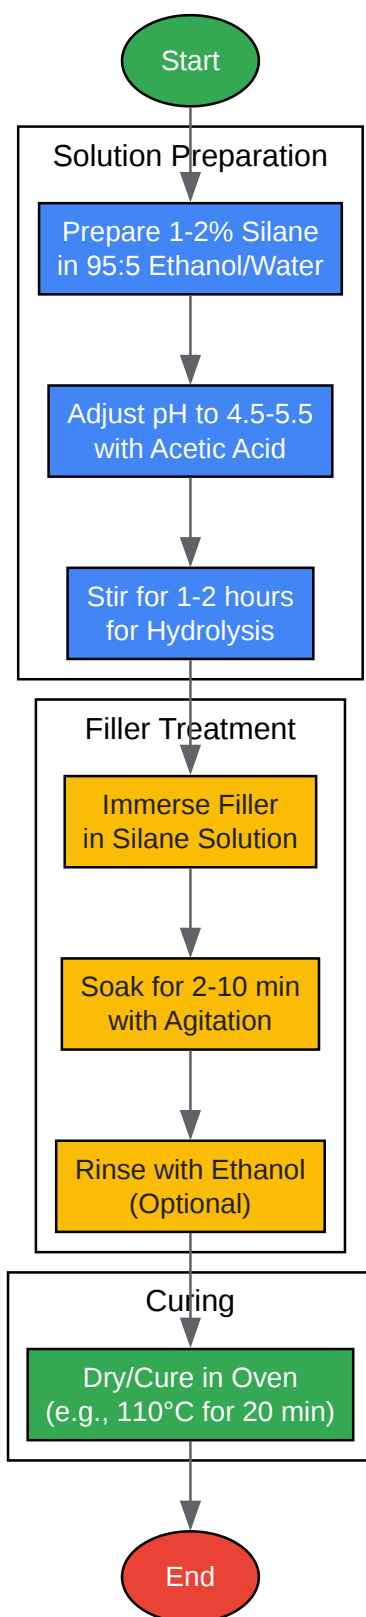 Start
Solution Preparation
Prepare 1-2% Silane
in 95:5 Ethanol/Water
Adjust pH to 4.5-5.5
with Acetic Acid
Stir for 1-2 hours
for Hydrolysis
Filler Treatment
Immerse Filler
in Silane Solution
Soak for 2-10 min
with Agitation
Rinse with Ethanol
(Optional)
Curing
Dry/Cure in Oven
(e.g., 110°C for 20 min)
End